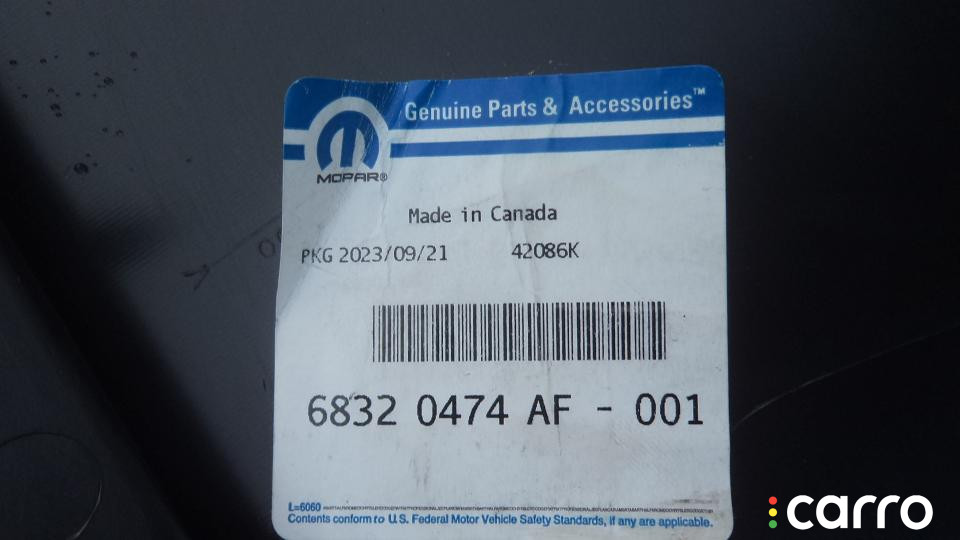 Genuine Parts & Accessories™
MOPAR®
Made in Canada
PKG 2023/09/21 42086K
6832 0474 AF - 001
L=6060
Contents conform to U.S. Federal Motor Vehicle Safety Standards, if any are applicable.
carro